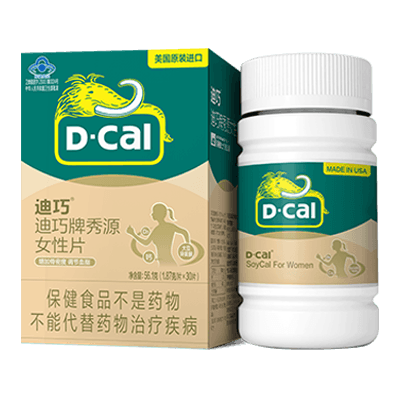 美国原装进口
D·Cal
迪巧®
迪巧牌秀源
女性片
增加骨密度 调节血脂
钙
净含量: 56.1g (1.87g/片×30片)
保健食品不是药物
不能代替药物治疗疾病
MADE IN USA
D·Cal
D·Cal®
SoyCal For Women